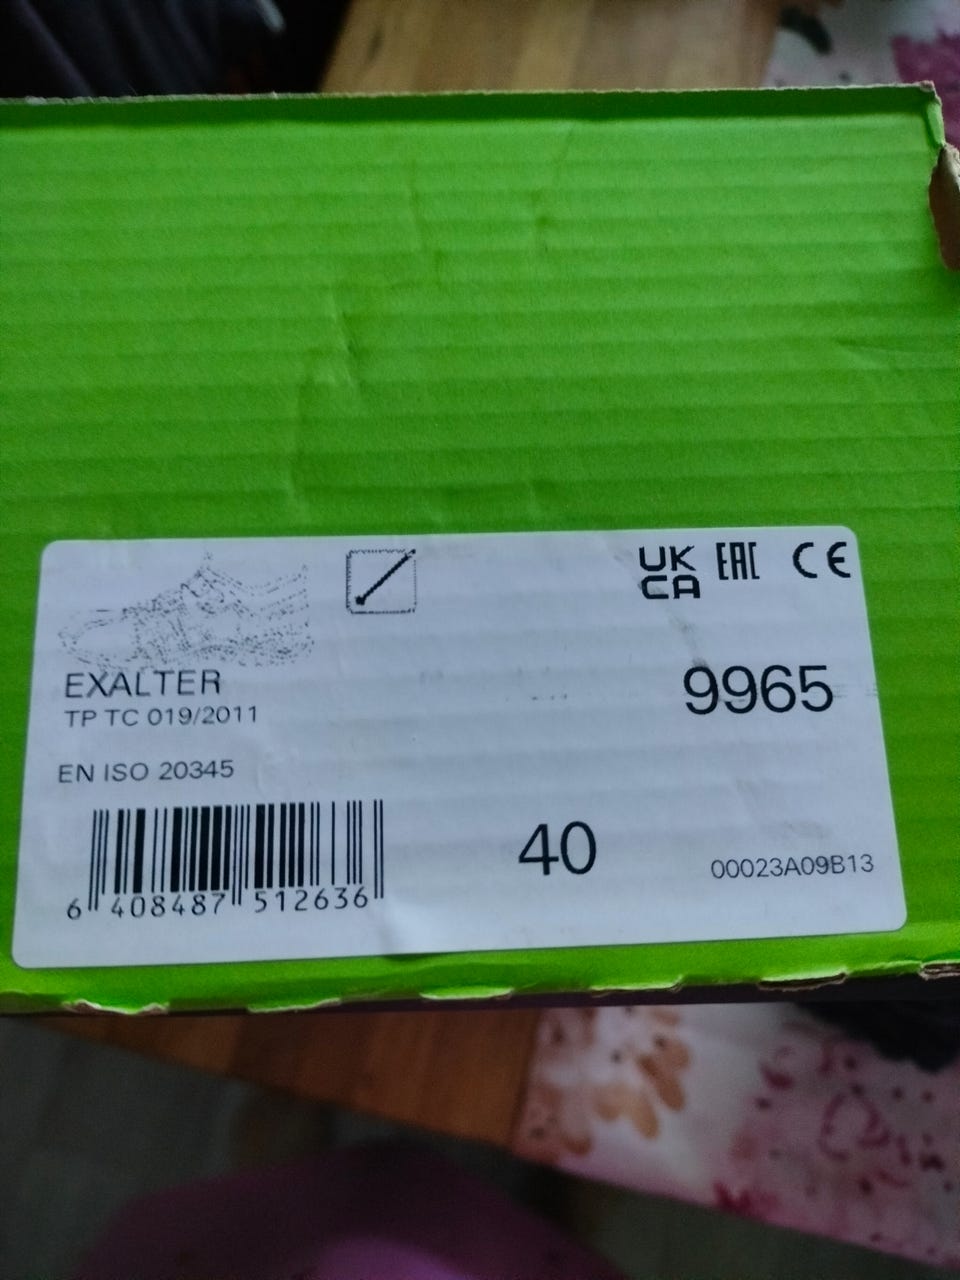 UK
CA
EAC
CE
EXALTER
TP TC 019/2011
9965
EN ISO 20345
40
00023A09B13
6 408487 512636